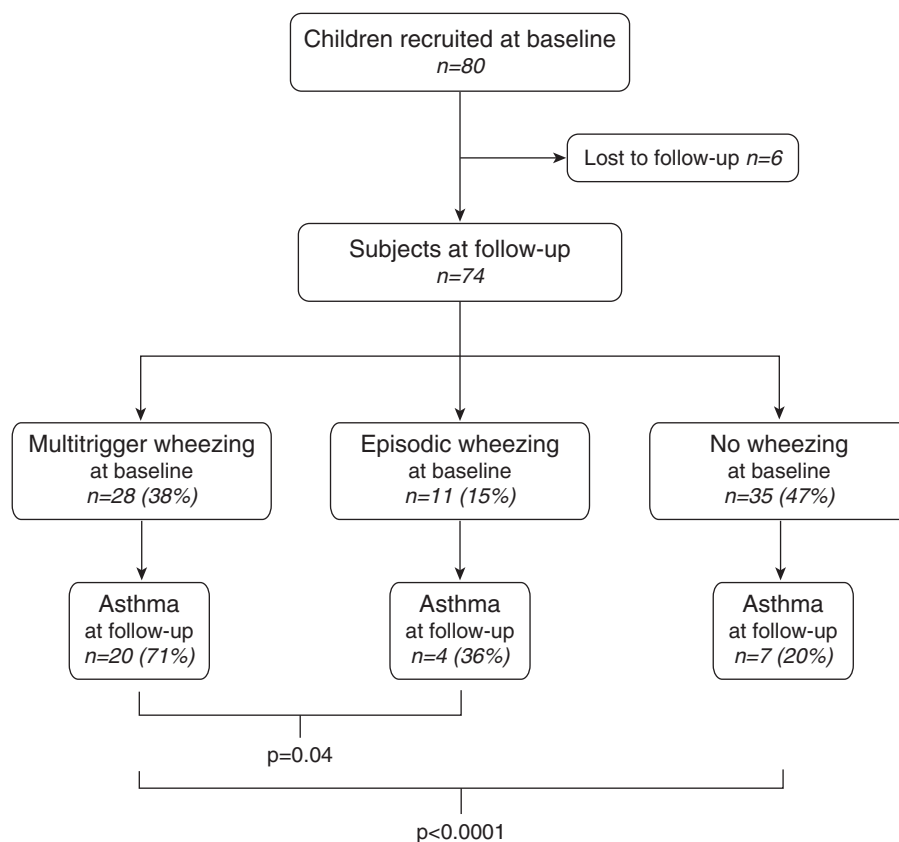 Children recruited at baseline
n=80
Lost to follow-up n=6
Subjects at follow-up
n=74
Multitrigger wheezing
at baseline
n=28 (38%)
Episodic wheezing
at baseline
n=11 (15%)
No wheezing
at baseline
n=35 (47%)
Asthma
at follow-up
n=20 (71%)
Asthma
at follow-up
n=4 (36%)
Asthma
at follow-up
n=7 (20%)
p=0.04
p<0.0001